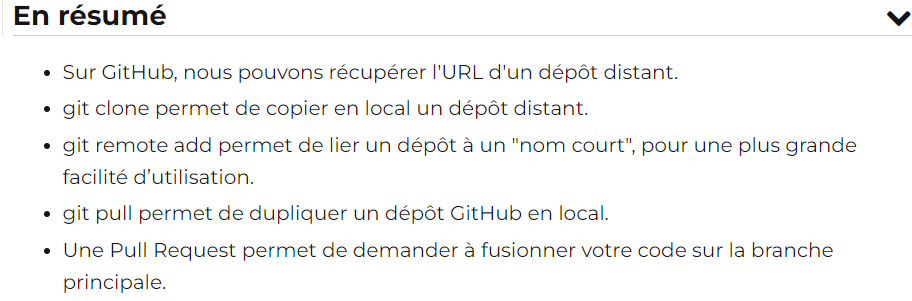 En résumé
Sur GitHub, nous pouvons récupérer l'URL d'un dépôt distant.
git clone permet de copier en local un dépôt distant.
git remote add permet de lier un dépôt à un "nom court", pour une plus grande
facilité d’utilisation.
git pull permet de dupliquer un dépôt GitHub en local.
Une Pull Request permet de demander à fusionner votre code sur la branche
principale.